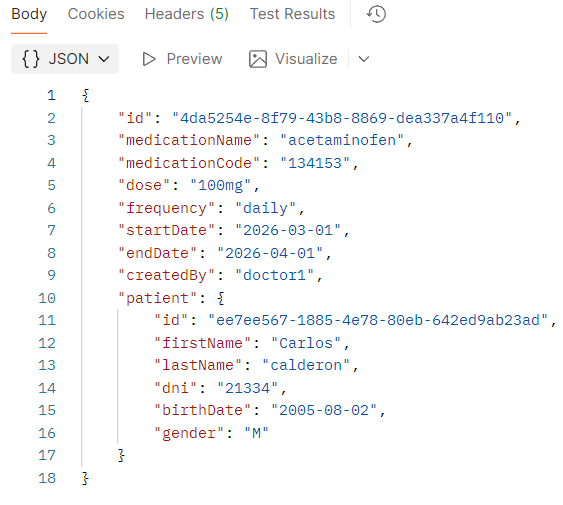 Body Cookies Headers (5) Test Results
{} JSON Preview Visualize
1 {
2 "id": "4da5254e-8f79-43b8-8869-dea337a4f110",
3 "medicationName": "acetaminofen",
4 "medicationCode": "134153",
5 "dose": "100mg",
6 "frequency": "daily",
7 "startDate": "2026-03-01",
8 "endDate": "2026-04-01",
9 "createdBy": "doctor1",
10 "patient": {
11 "id": "ee7ee567-1885-4e78-80eb-642ed9ab23ad",
12 "firstName": "Carlos",
13 "lastName": "calderon",
14 "dni": "21334",
15 "birthDate": "2005-08-02",
16 "gender": "M"
17 }
18 }